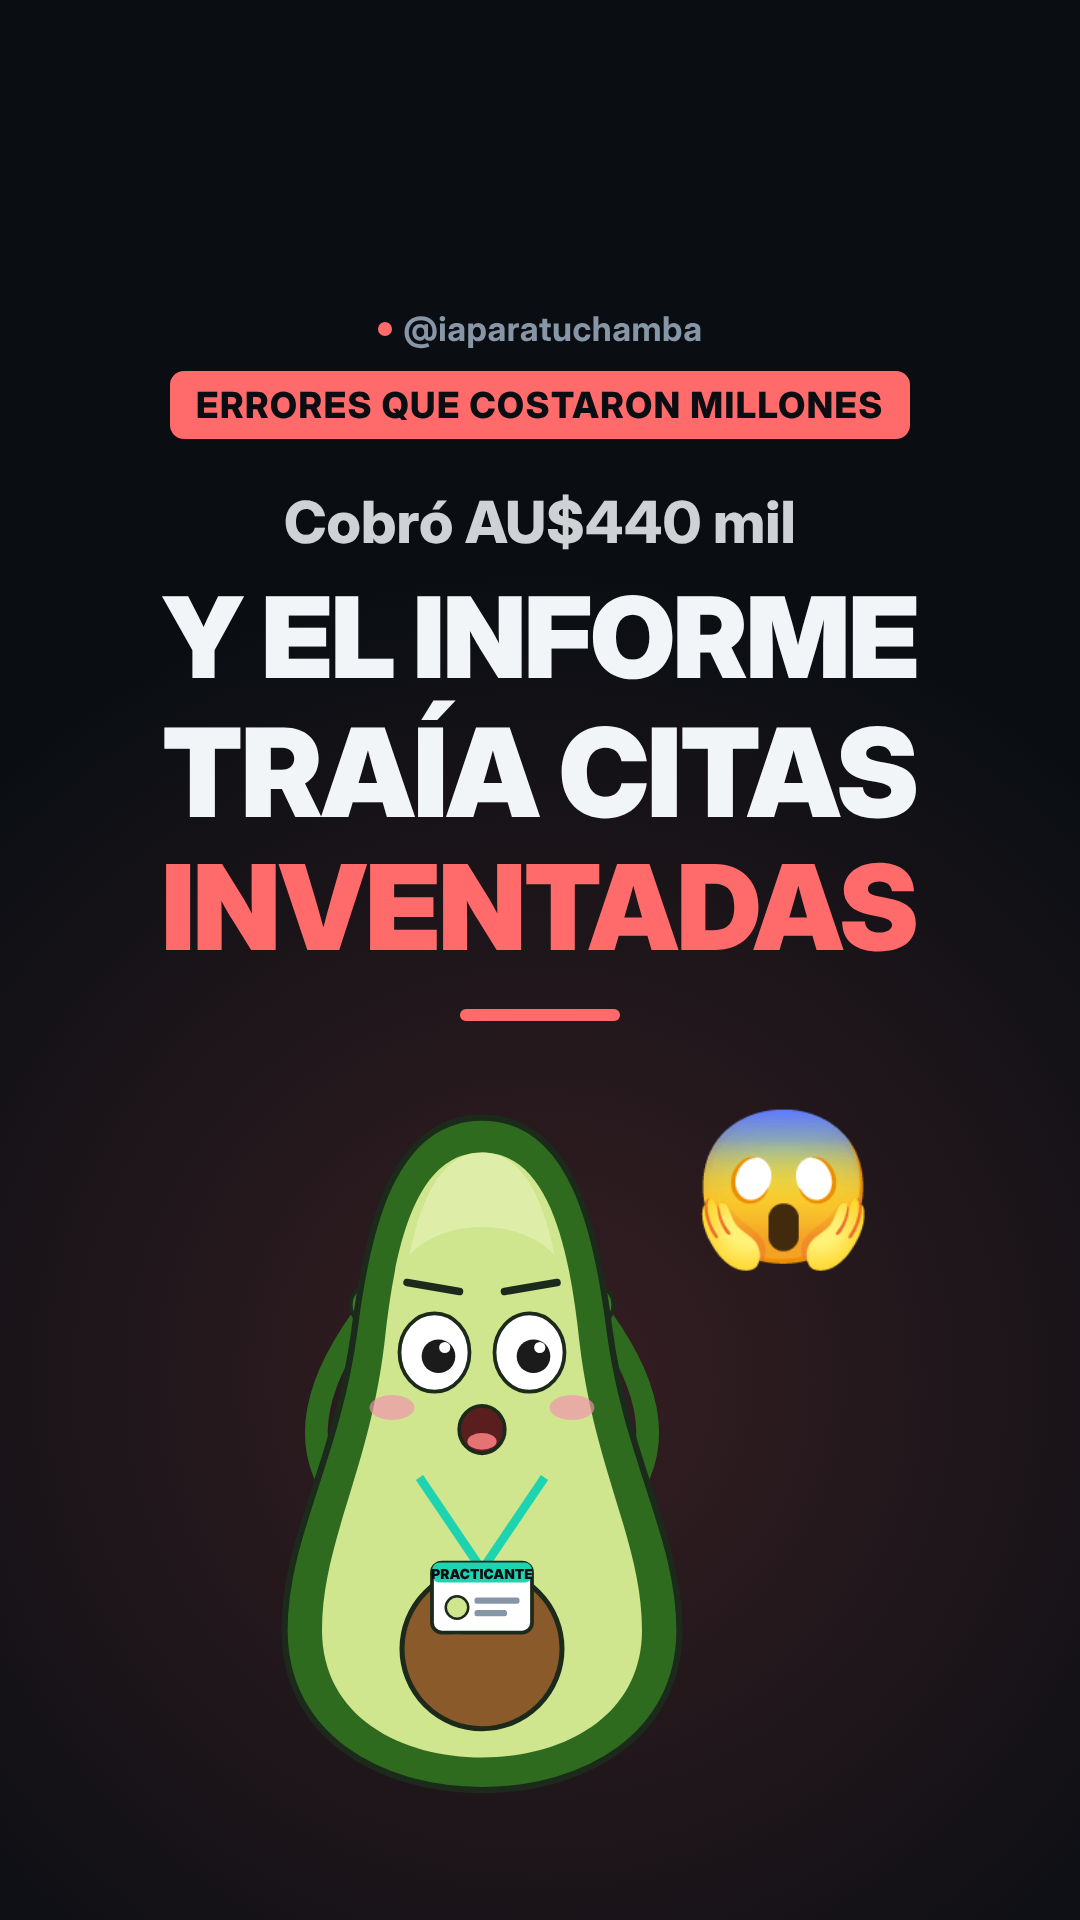 @iaparatuchamba
ERRORES QUE COSTARON MILLONES
Cobró AU$440 mil
Y EL INFORME
TRAÍA CITAS
INVENTADAS
PRACTICANTE